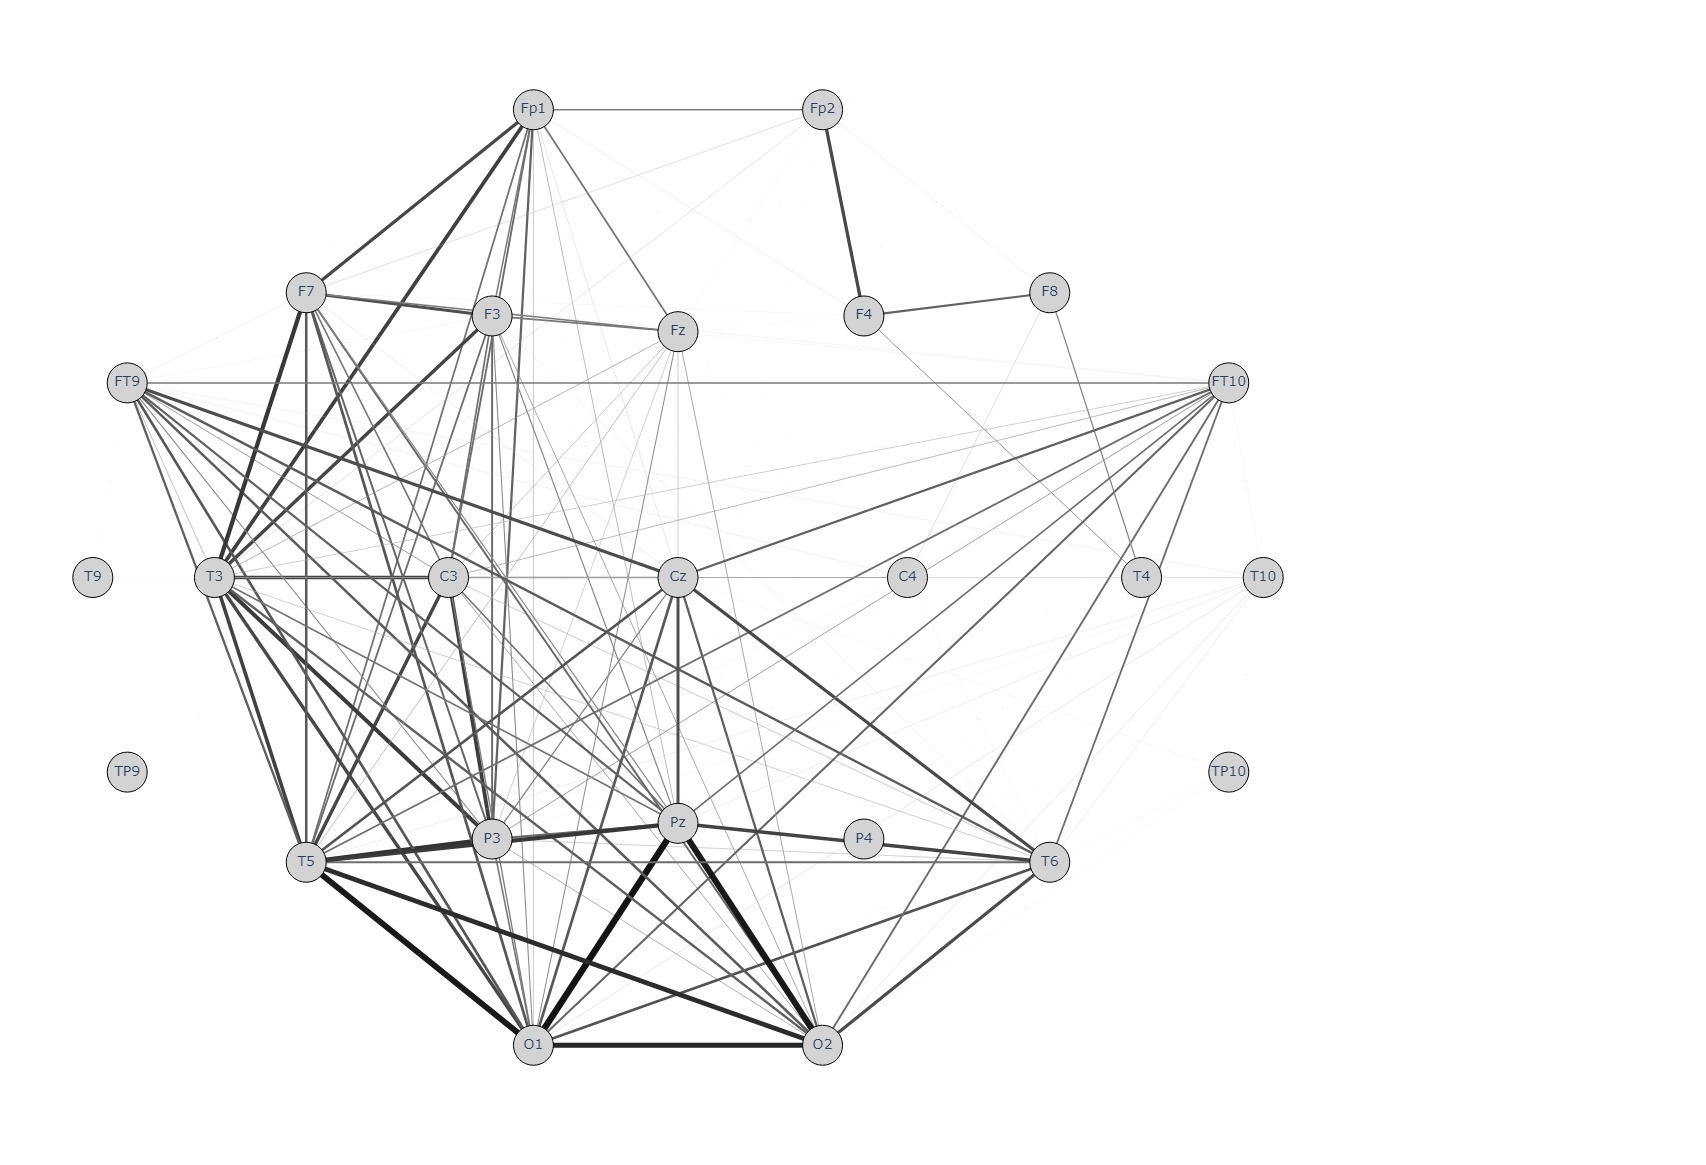 Fp1 Fp2
F7 F3 Fz F4 F8
FT9 FT10
T9 T3 C3 Cz C4 T4 T10
TP9 TP10
T5 P3 Pz P4 T6
O1 O2